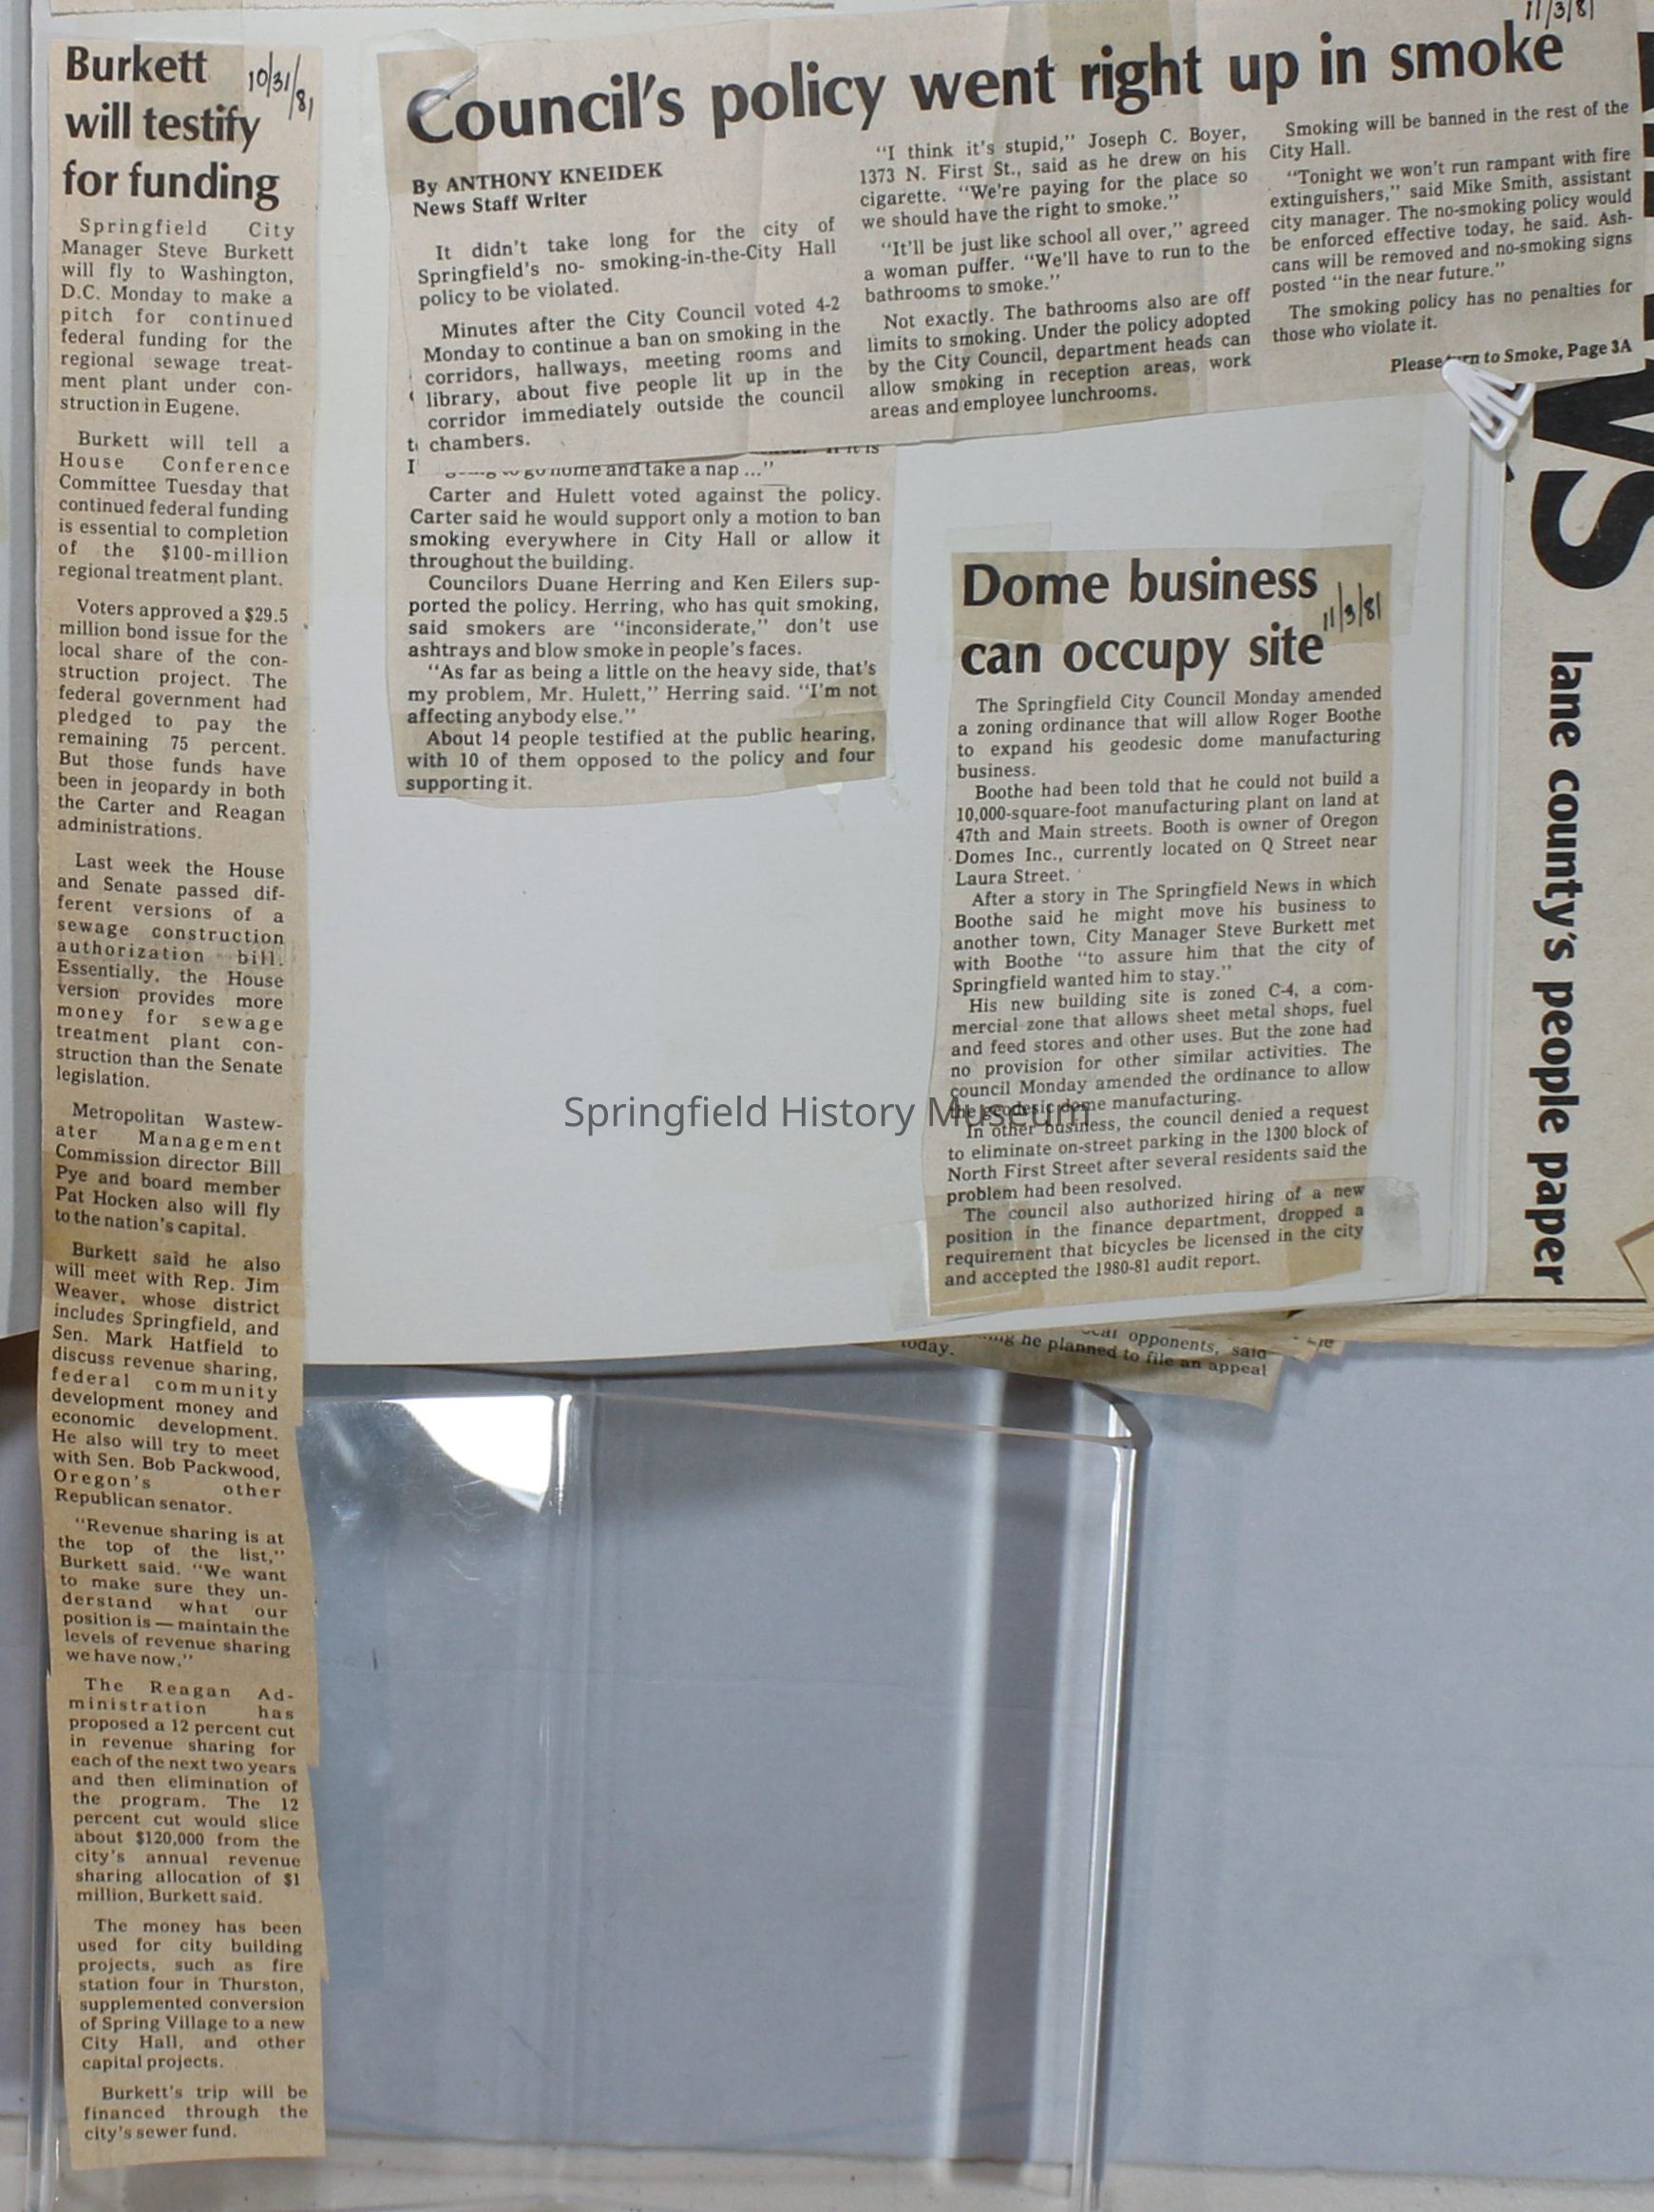 Burkett
will testify
for funding
10/31/81
Springfield City
Manager Steve Burkett
will fly to Washington,
D.C. Monday to make a
pitch for continued
federal funding for the
regional sewage treat-
ment plant under con-
struction in Eugene.
Burkett will tell a
House Conference
Committee Tuesday that
continued federal funding
is essential to completion
of the $100-million
regional treatment plant.
Voters approved a $29.5
million bond issue for the
local share of the con-
struction project. The
federal government had
pledged to pay the
remaining 75 percent.
But those funds have
been in jeopardy in both
the Carter and Reagan
administrations.
Last week the House
and Senate passed dif-
ferent versions of a
sewage construction
authorization bill.
Essentially, the House
version provides more
money for sewage
treatment plant con-
struction than the Senate
legislation.
Metropolitan Wastew-
ater Management
Commission director Bill
Pye and board member
Pat Hocken also will fly
to the nation's capital.
Burkett said he also
will meet with Rep. Jim
Weaver, whose district
includes Springfield, and
Sen. Mark Hatfield to
discuss revenue sharing,
federal community
development money and
economic development.
He also will try to meet
with Sen. Bob Packwood,
Oregon's other
Republican senator.
"Revenue sharing is at
the top of the list,"
Burkett said. "We want
to make sure they un-
derstand what our
position is — maintain the
levels of revenue sharing
we have now."
The Reagan Ad-
ministration has
proposed a 12 percent cut
in revenue sharing for
each of the next two years
and then elimination of
the program. The 12
percent cut would slice
about $120,000 from the
city's annual revenue
sharing allocation of $1
million, Burkett said.
The money has been
used for city building
projects, such as fire
station four in Thurston,
supplemented conversion
of Spring Village to a new
City Hall, and other
capital projects.
Burkett's trip will be
financed through the
city's sewer fund.
11/3/81
Council's policy went right up in smoke
By ANTHONY KNEIDEK
News Staff Writer
It didn't take long for the city of
Springfield's no- smoking-in-the-City Hall
policy to be violated.
Minutes after the City Council voted 4-2
Monday to continue a ban on smoking in the
corridors, hallways, meeting rooms and
library, about five people lit up in the
corridor immediately outside the council
chambers.
"I think it's stupid," Joseph C. Boyer,
1373 N. First St., said as he drew on his
cigarette. "We're paying for the place so
we should have the right to smoke."
"It'll be just like school all over," agreed
a woman puffer. "We'll have to run to the
bathrooms to smoke."
Not exactly. The bathrooms also are off
limits to smoking. Under the policy adopted
by the City Council, department heads can
allow smoking in reception areas, work
areas and employee lunchrooms.
Smoking will be banned in the rest of the
City Hall.
"Tonight we won't run rampant with fire
extinguishers," said Mike Smith, assistant
city manager. The no-smoking policy would
be enforced effective today, he said. Ash-
cans will be removed and no-smoking signs
posted "in the near future."
The smoking policy has no penalties for
those who violate it.
Please turn to Smoke, Page 3A
go home and take a nap ..."
Carter and Hulett voted against the policy.
Carter said he would support only a motion to ban
smoking everywhere in City Hall or allow it
throughout the building.
Councilors Duane Herring and Ken Eilers sup-
ported the policy. Herring, who has quit smoking,
said smokers are "inconsiderate," don't use
ashtrays and blow smoke in people's faces.
"As far as being a little on the heavy side, that's
my problem, Mr. Hulett," Herring said. "I'm not
affecting anybody else."
About 14 people testified at the public hearing,
with 10 of them opposed to the policy and four
supporting it.
Dome business
can occupy site
11/3/81
The Springfield City Council Monday amended
a zoning ordinance that will allow Roger Boothe
to expand his geodesic dome manufacturing
business.
Boothe had been told that he could not build a
10,000-square-foot manufacturing plant on land at
47th and Main streets. Booth is owner of Oregon
Domes Inc., currently located on Q Street near
Laura Street.
After a story in The Springfield News in which
Boothe said he might move his business to
another town, City Manager Steve Burkett met
with Boothe "to assure him that the city of
Springfield wanted him to stay."
His new building site is zoned C-4, a com-
mercial zone that allows sheet metal shops, fuel
and feed stores and other uses. But the zone had
no provision for other similar activities. The
council Monday amended the ordinance to allow
the geodesic dome manufacturing.
In other business, the council denied a request
to eliminate on-street parking in the 1300 block of
North First Street after several residents said the
problem had been resolved.
The council also authorized hiring of a new
position in the finance department, dropped a
requirement that bicycles be licensed in the city
and accepted the 1980-81 audit report.
lane county's people paper
opponents, said
today.
he planned to file an appeal
Springfield History Museum